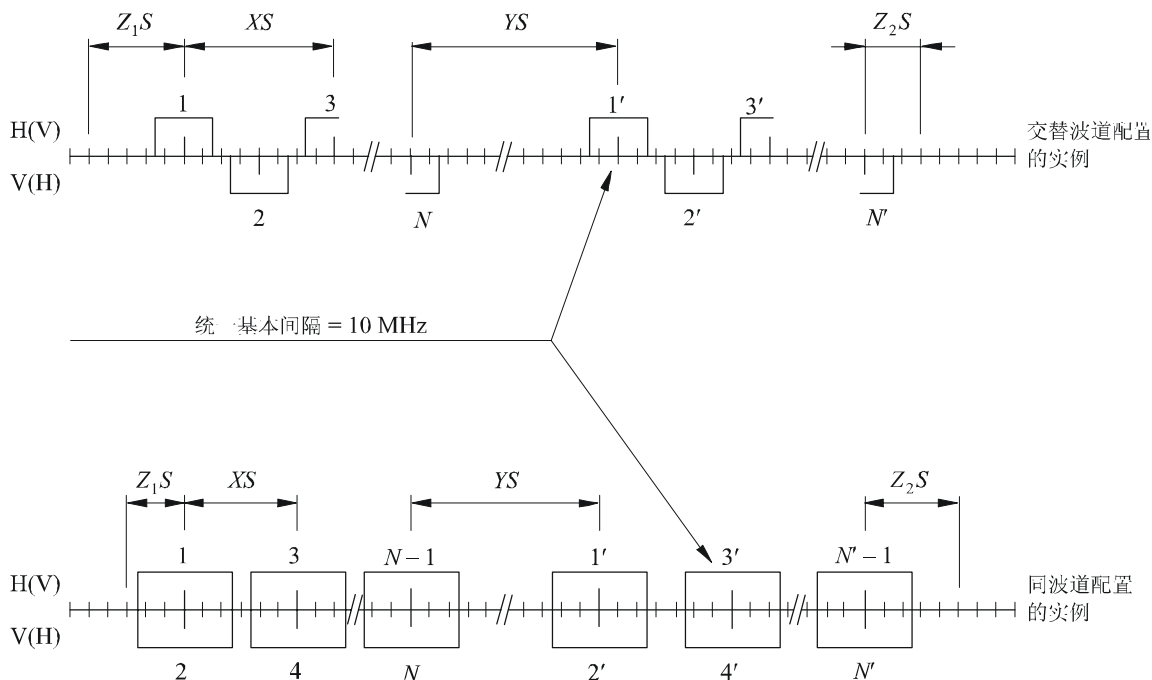 Z₁S XS YS Z₂S
1 3 1′ 3′
H(V)
V(H)
交替波道配置
的实例
2 N 2′ N′
统一基本间隔 = 10 MHz
Z₁S XS YS Z₂S
1 3 N – 1 1′ 3′ N′ – 1
H(V)
V(H)
同波道配置
的实例
2 4 N 2′ 4′ N′